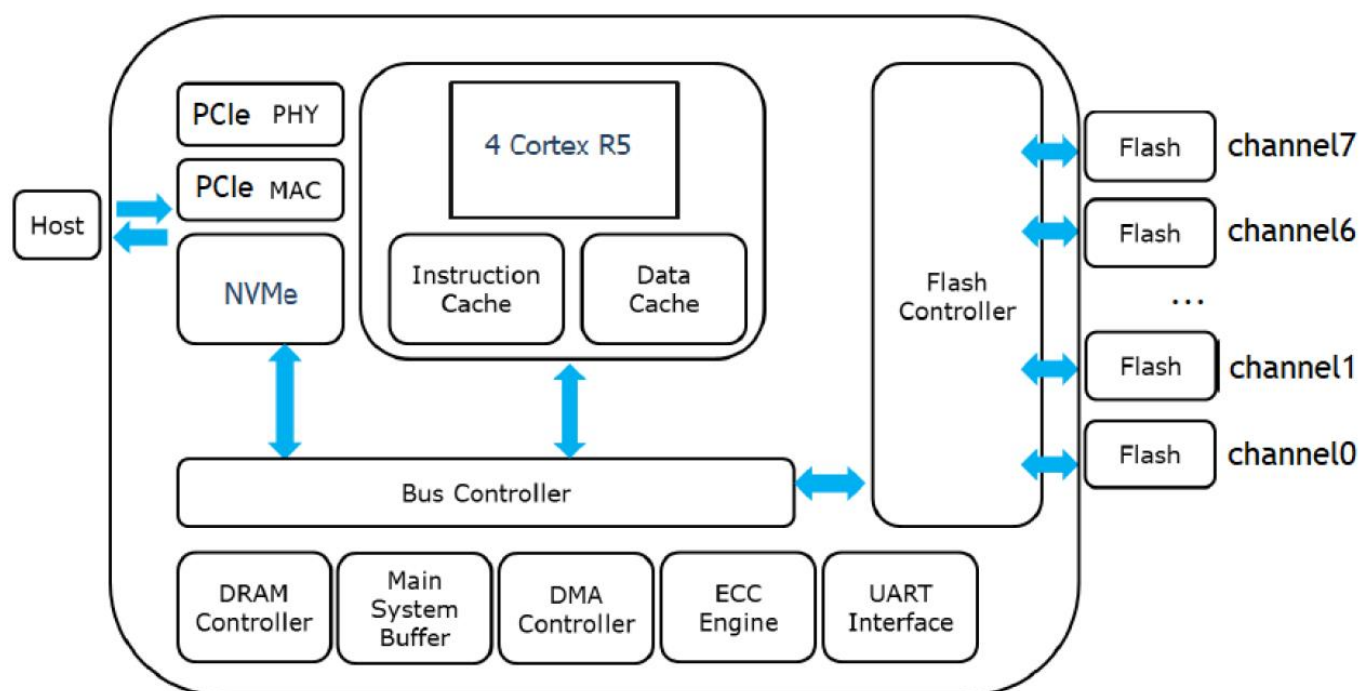 PCIe PHY
4 Cortex R5
Flash
channel7
PCIe MAC
Host
Flash
channel6
NVMe
Instruction
Cache
Data
Cache
Flash
Controller
...
Flash
channel1
Flash
channel0
Bus Controller
DRAM
Controller
Main
System
Buffer
DMA
Controller
ECC
Engine
UART
Interface